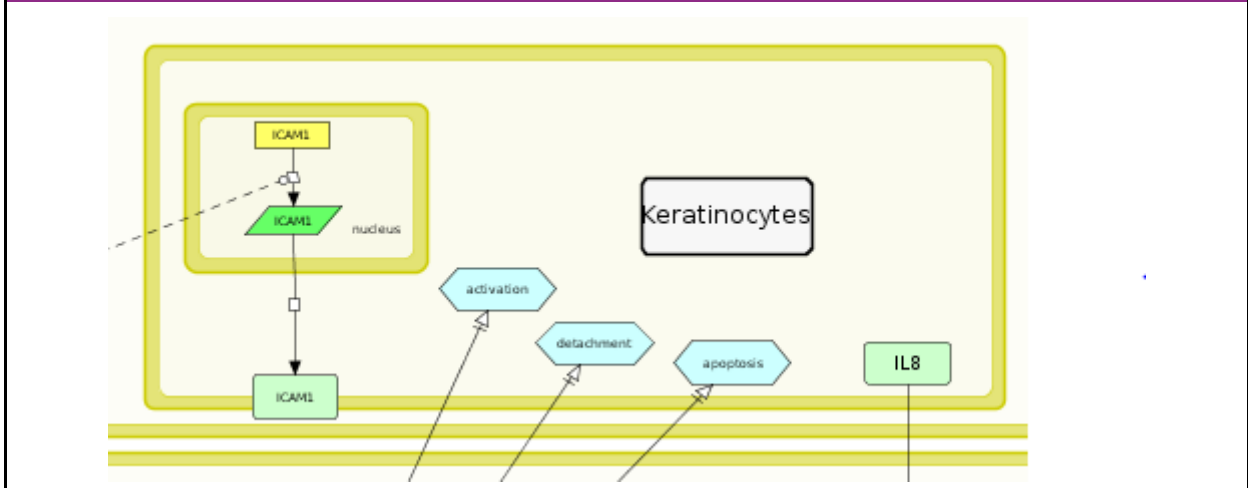 ICAM1
Keratinocytes
ICAM1
nucleus
activation
detachment
apoptosis
IL8
ICAM1